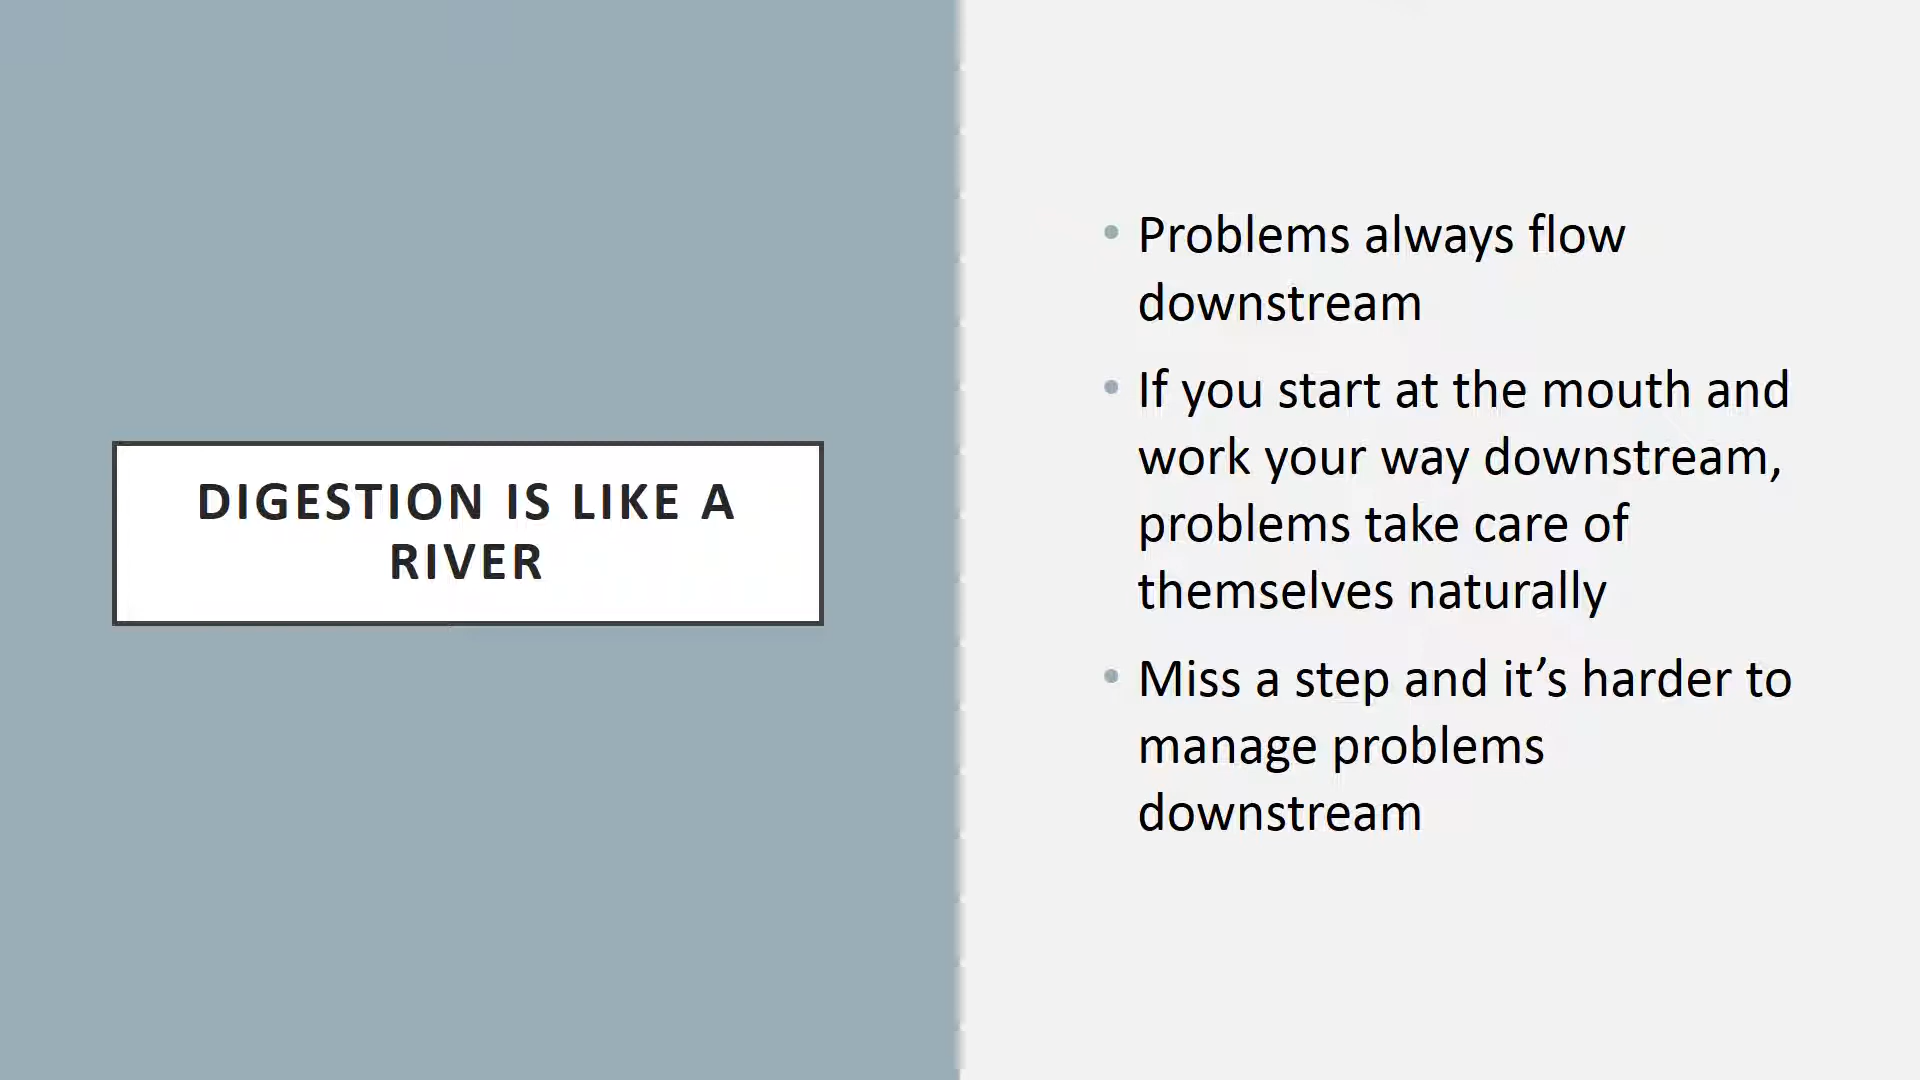 DIGESTION IS LIKE A
RIVER
• Problems always flow
downstream
• If you start at the mouth and
work your way downstream,
problems take care of
themselves naturally
• Miss a step and it’s harder to
manage problems
downstream